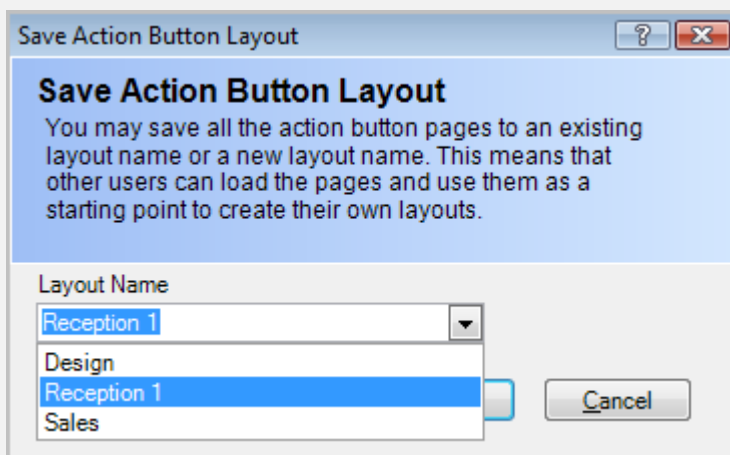 Save Action Button Layout
?
Save Action Button Layout
You may save all the action button pages to an existing
layout name or a new layout name. This means that
other users can load the pages and use them as a
starting point to create their own layouts.
Layout Name
Reception 1
Design
Reception 1
Sales
Cancel